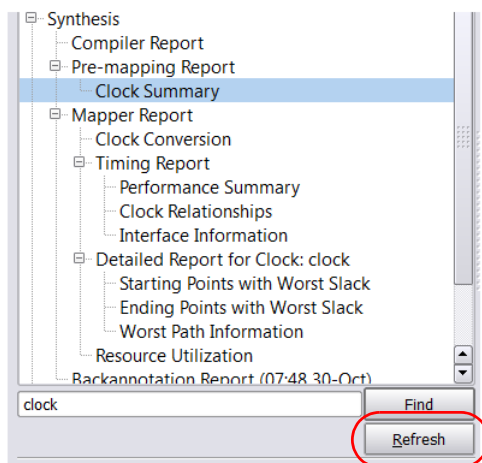 Synthesis
Compiler Report
Pre-mapping Report
Clock Summary
Mapper Report
Clock Conversion
Timing Report
Performance Summary
Clock Relationships
Interface Information
Detailed Report for Clock: clock
Starting Points with Worst Slack
Ending Points with Worst Slack
Worst Path Information
Resource Utilization
Backannotation Report (07:48 30-Oct)
clock Find
Refresh